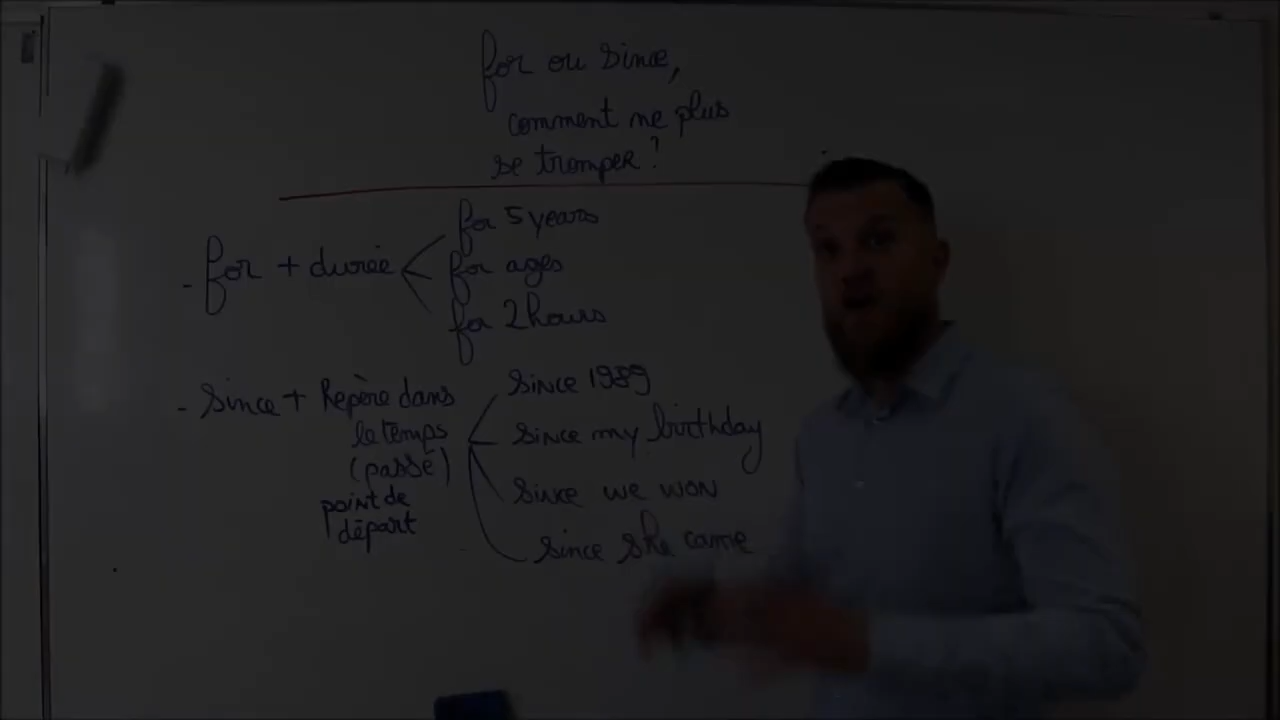 for ou since,
comment ne plus
se tromper ?
- for + durée
for 5 years
for ages
for 2 hours
- since + Repère dans
le temps
(passé)
point de
départ
since 1989
since my birthday
since we won
since she came